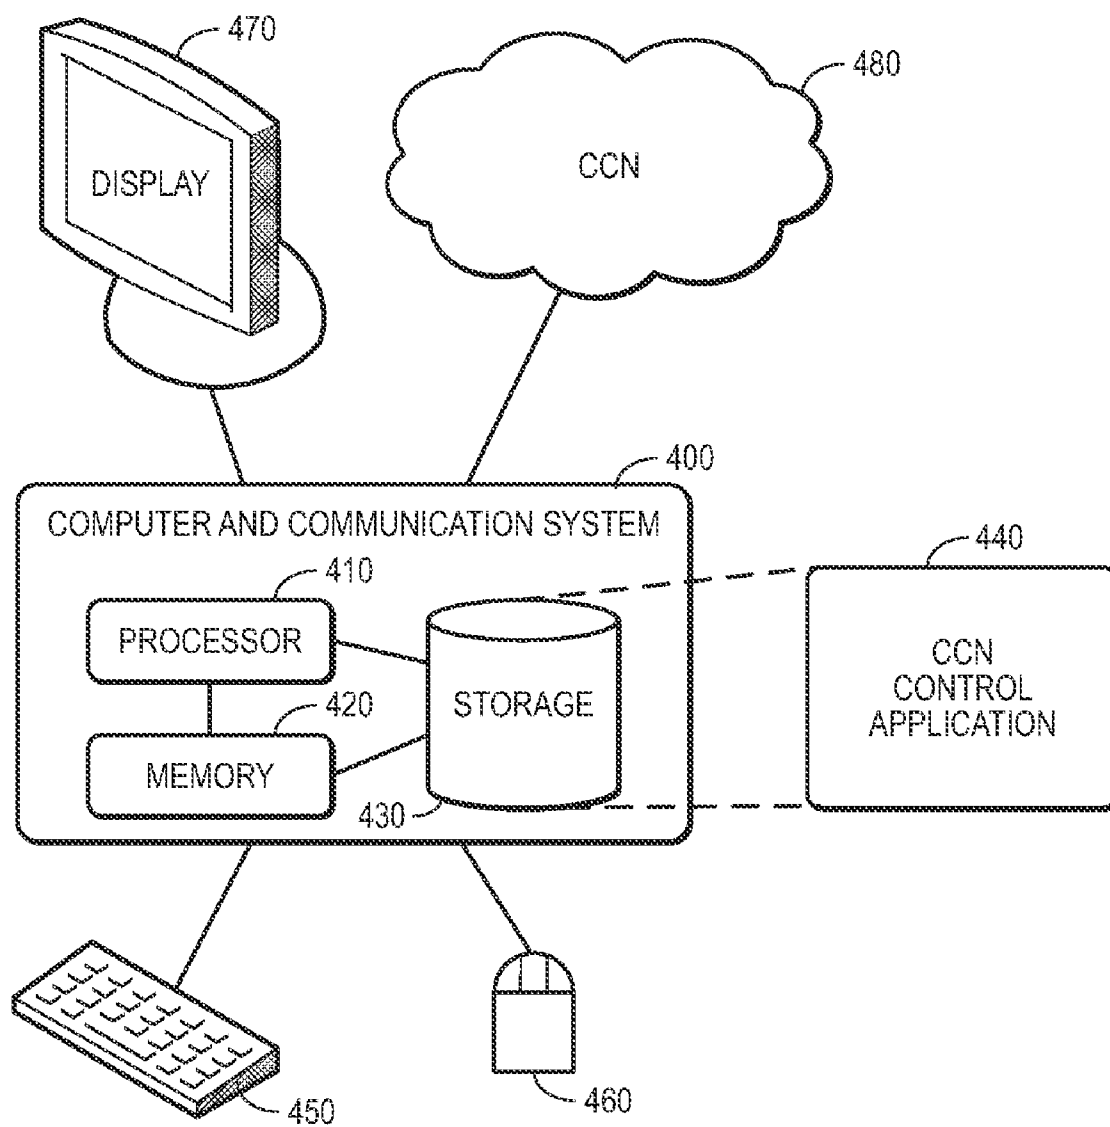 470
480
DISPLAY
CCN
400
COMPUTER AND COMMUNICATION SYSTEM
440
410
PROCESSOR
CCN
CONTROL
APPLICATION
STORAGE
420
MEMORY
430
450
460